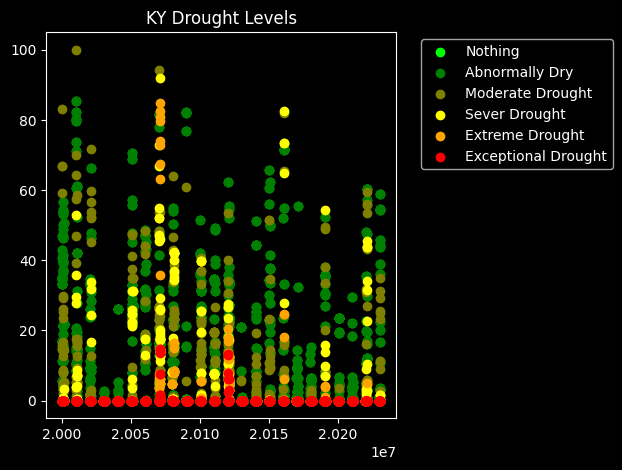 KY Drought Levels
100
80
60
40
20
0
2.000 2.005 2.010 2.015 2.020
1e7
Nothing
Abnormally Dry
Moderate Drought
Sever Drought
Extreme Drought
Exceptional Drought